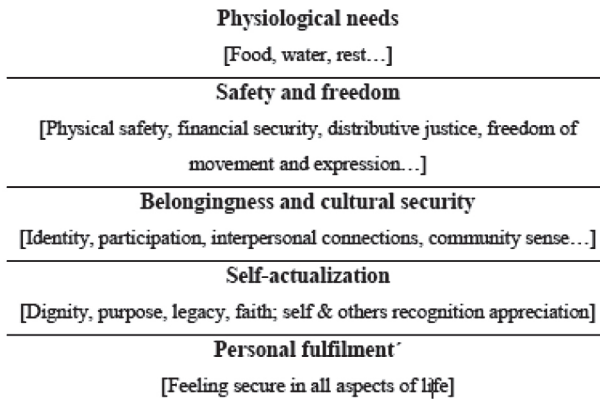 Physiological needs
[Food, water, rest…]
Safety and freedom
[Physical safety, financial security, distributive justice, freedom of
movement and expression…]
Belongingness and cultural security
[Identity, participation, interpersonal connections, community sense…]
Self-actualization
[Dignity, purpose, legacy, faith; self & others recognition appreciation]
Personal fulfilment´
[Feeling secure in all aspects of life]